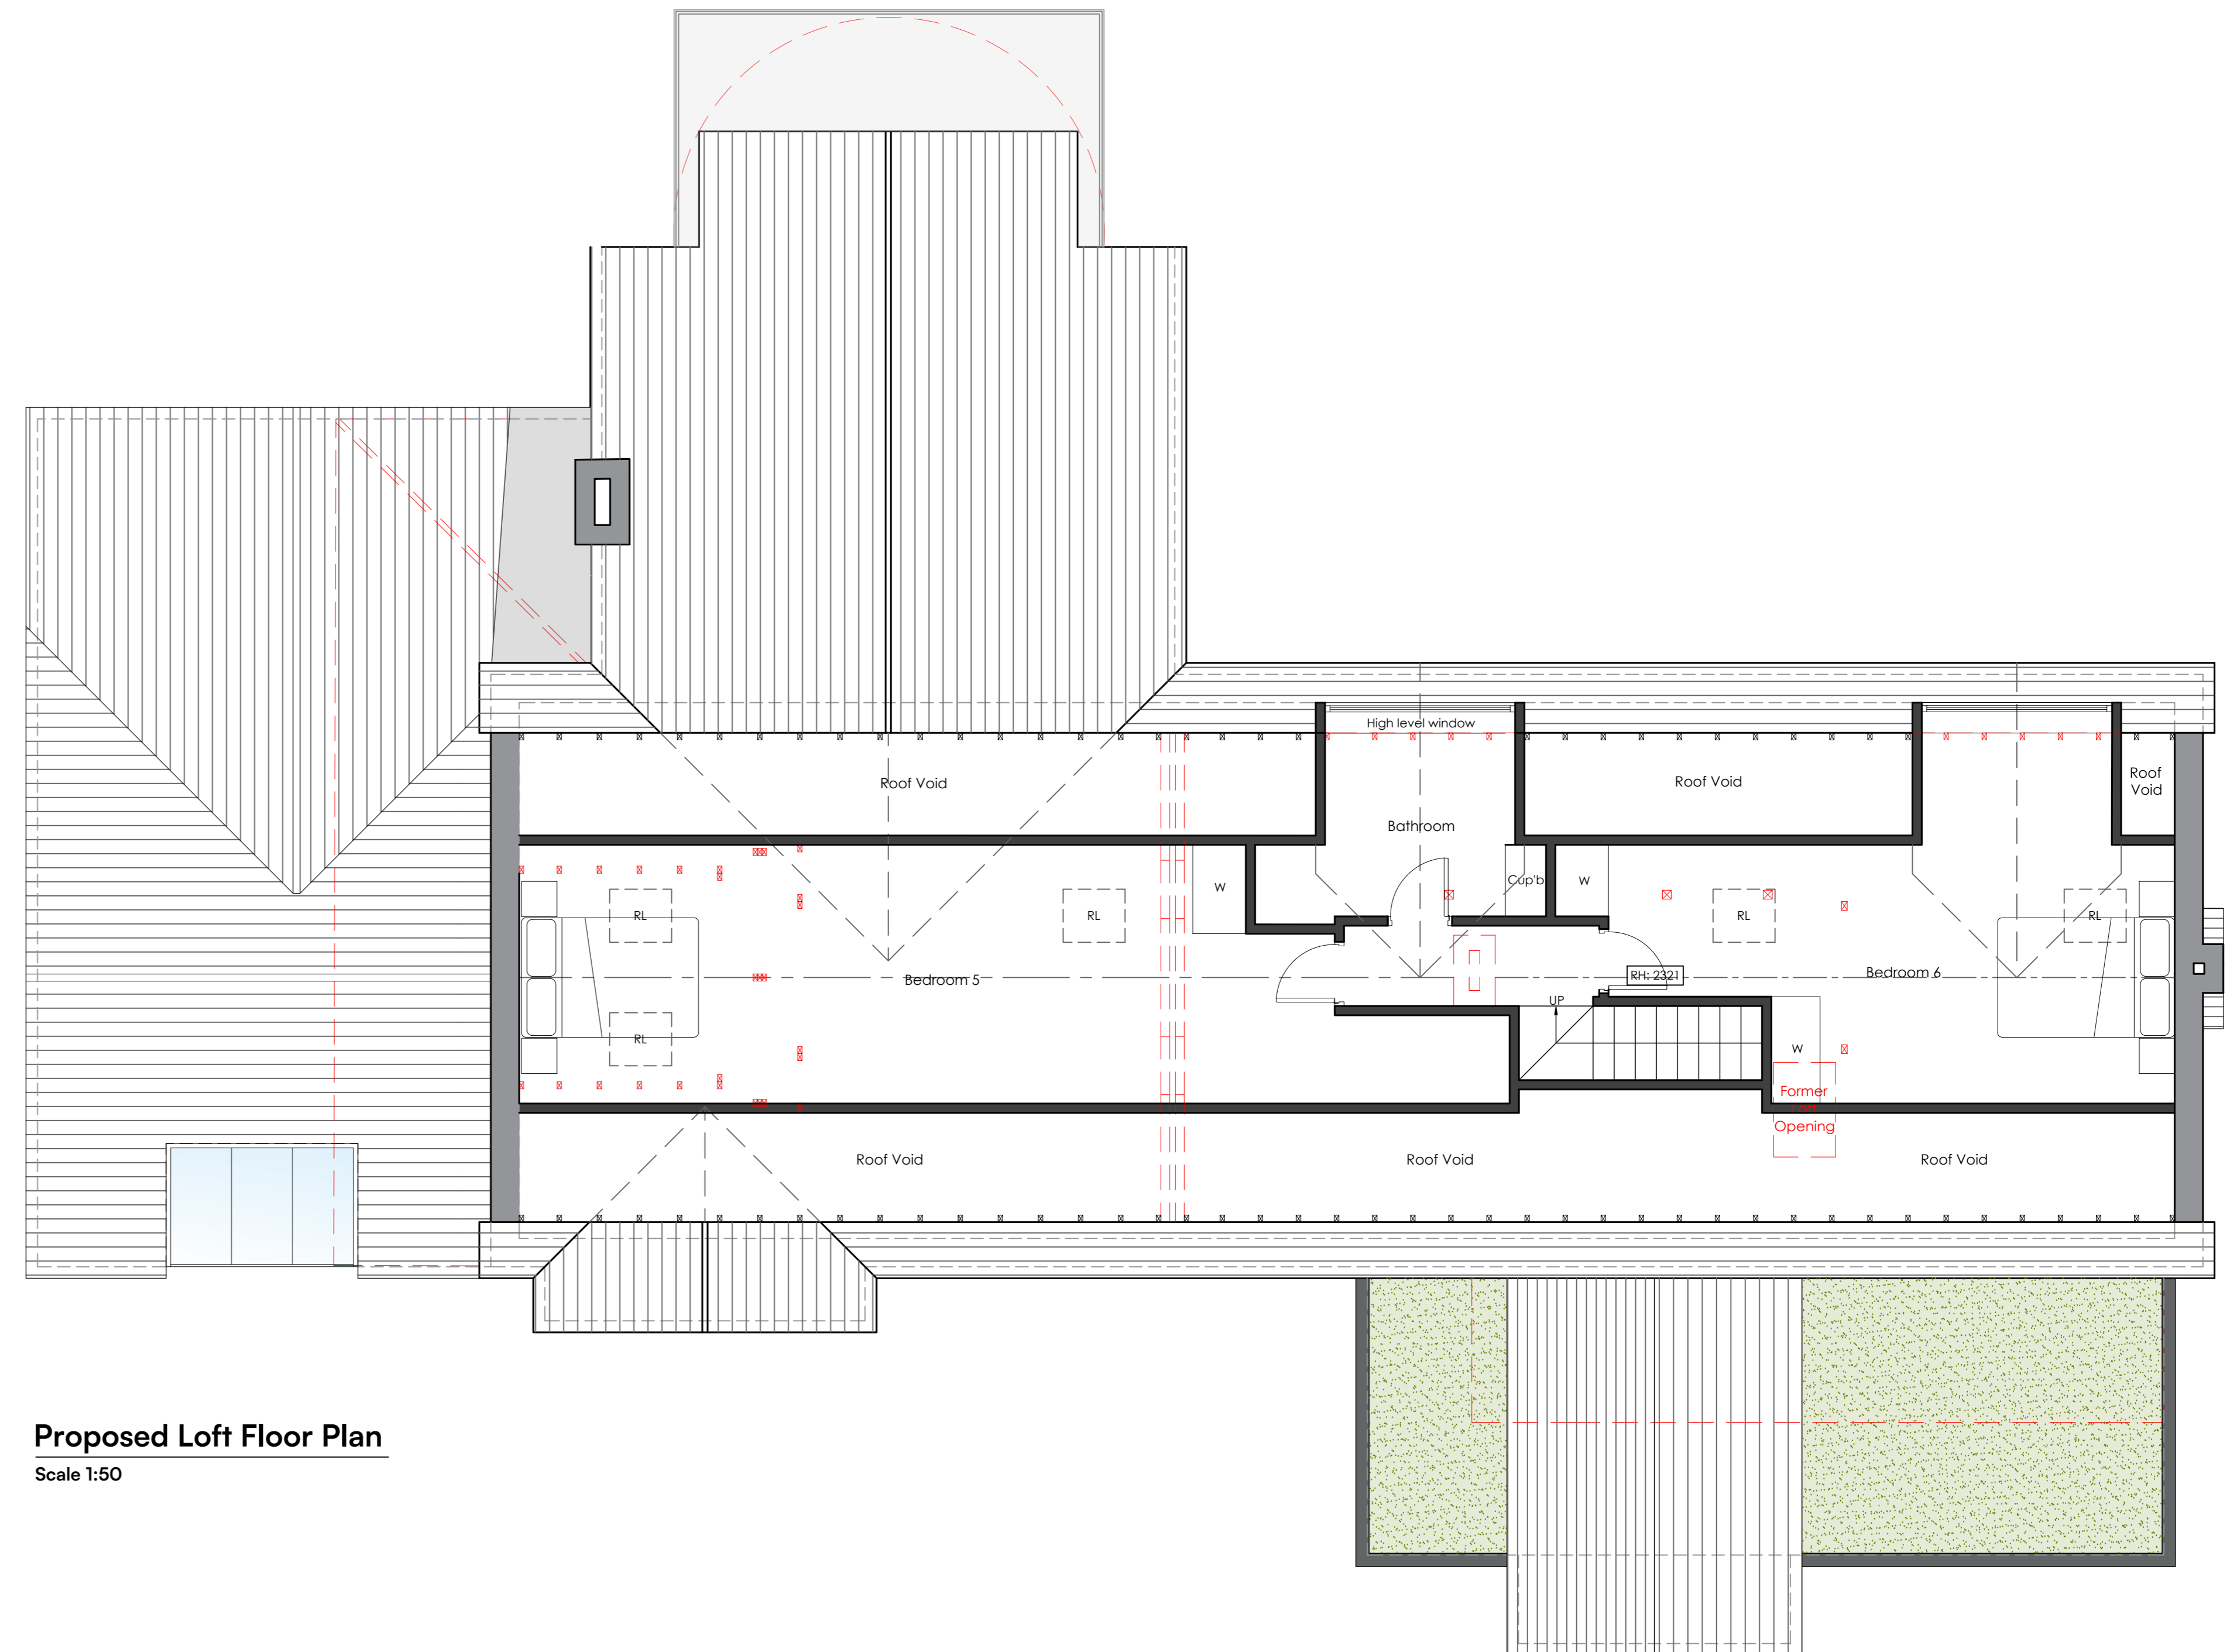 High level window
Roof Void
Roof Void
Roof
Void
Bathroom
Cup'b
W
W
RL
RL
RL
RL
Bedroom 5
RH: 2321
Bedroom 6
UP
RL
W
Former
Loft
Opening
Roof Void
Roof Void
Roof Void
Proposed Loft Floor Plan
Scale 1:50